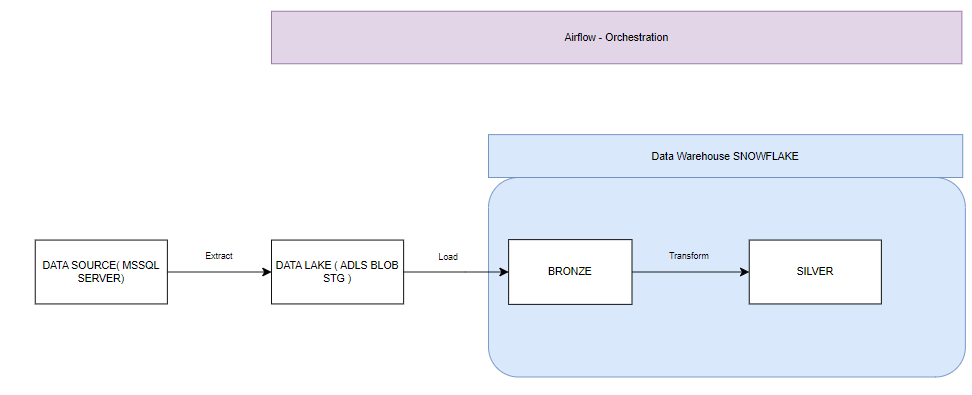 Airflow - Orchestration
Data Warehouse SNOWFLAKE
Extract
Load
Transform
DATA SOURCE( MSSQL
SERVER)
DATA LAKE ( ADLS BLOB
STG )
BRONZE
SILVER